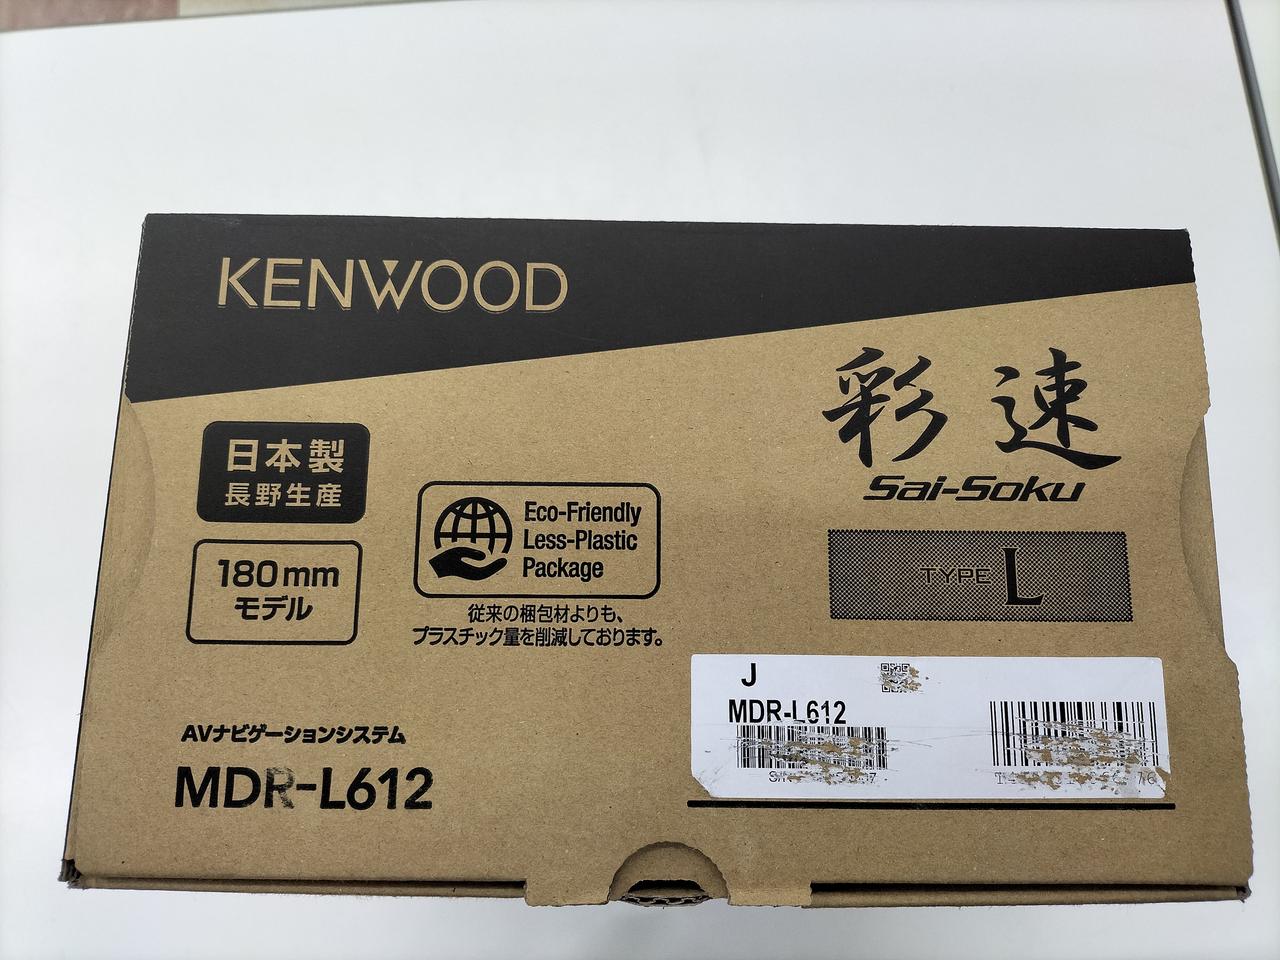 KENWOOD
彩速
Sai-Soku
TYPE L
日本製
長野生産
180mm
モデル
Eco-Friendly
Less-Plastic
Package
従来の梱包材よりも、
プラスチック量を削減しております。
AVナビゲーションシステム
MDR-L612
J
MDR-L612